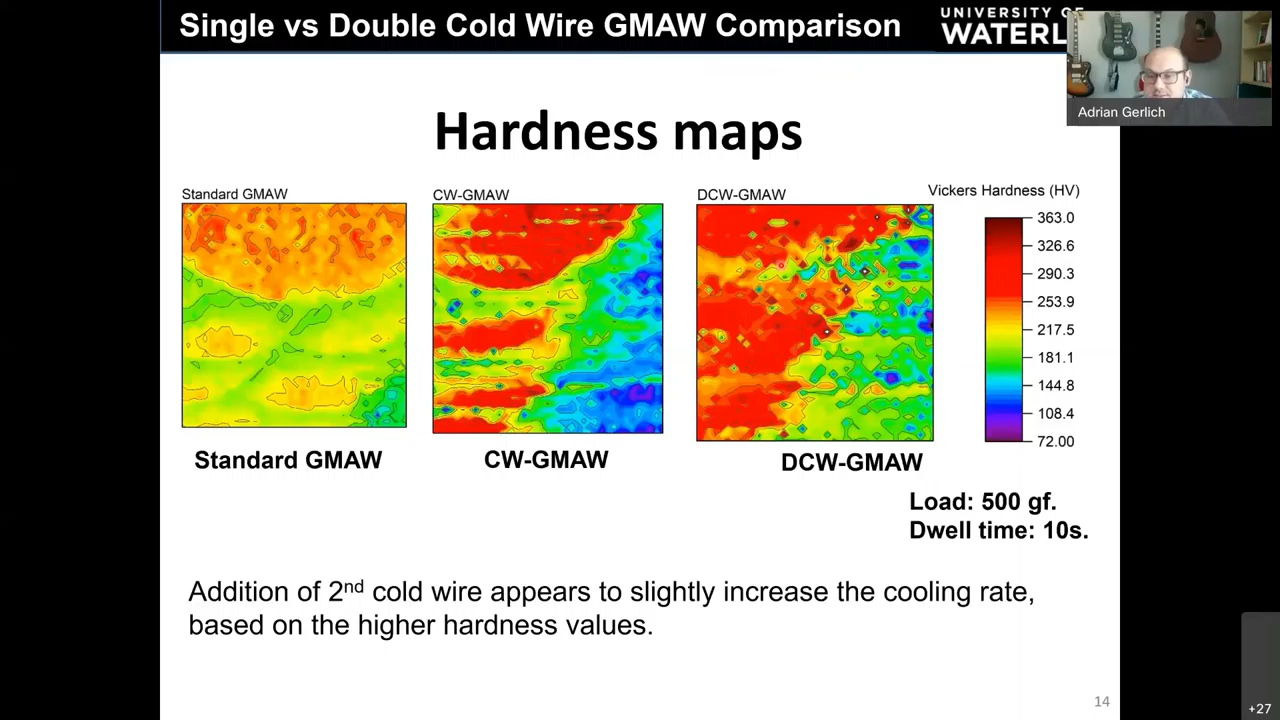 Single vs Double Cold Wire GMAW Comparison
UNIVERSITY OF
WATERL
Adrian Gerlich
Hardness maps
Standard GMAW
CW-GMAW
DCW-GMAW
Vickers Hardness (HV)
363.0
326.6
290.3
253.9
217.5
181.1
144.8
108.4
72.00
Standard GMAW
CW-GMAW
DCW-GMAW
Load: 500 gf.
Dwell time: 10s.
Addition of 2nd cold wire appears to slightly increase the cooling rate,
based on the higher hardness values.
14
+27